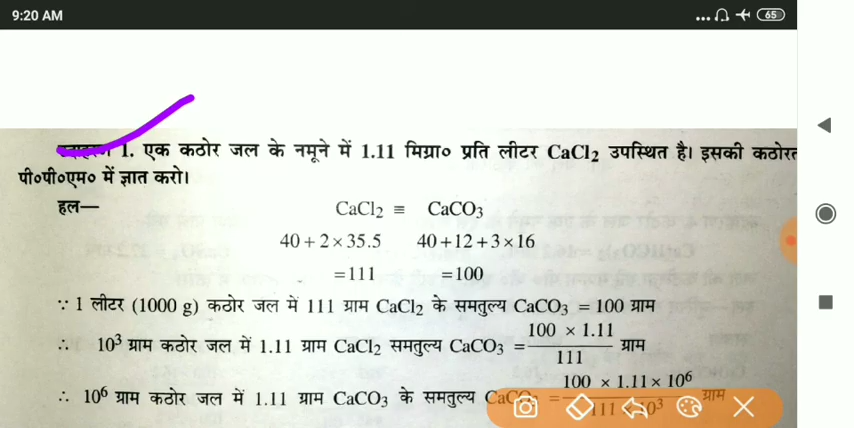 9:20 AM
65
1. एक कठोर जल के नमूने में 1.11 मिग्रा० प्रति लीटर CaCl₂ उपस्थित है। इसकी
पी०पी०एम० में ज्ञात करो।
हल—
CaCl₂ ≡ CaCO₃
40 + 2 × 35.5 40 + 12 + 3 × 16
= 111 = 100
∵ 1 लीटर (1000 g) कठोर जल में 111 ग्राम CaCl₂ के समतुल्य CaCO₃ = 100 ग्राम
∴ 10³ ग्राम कठोर जल में 1.11 ग्राम CaCl₂ समतुल्य CaCO₃ = 100 × 1.11 / 111 ग्राम
∴ 10⁶ ग्राम कठोर जल में 1.11 ग्राम CaCO₃ के समतुल्य = 100 × 1.11 × 10⁶ / 111 × 10³ ग्राम